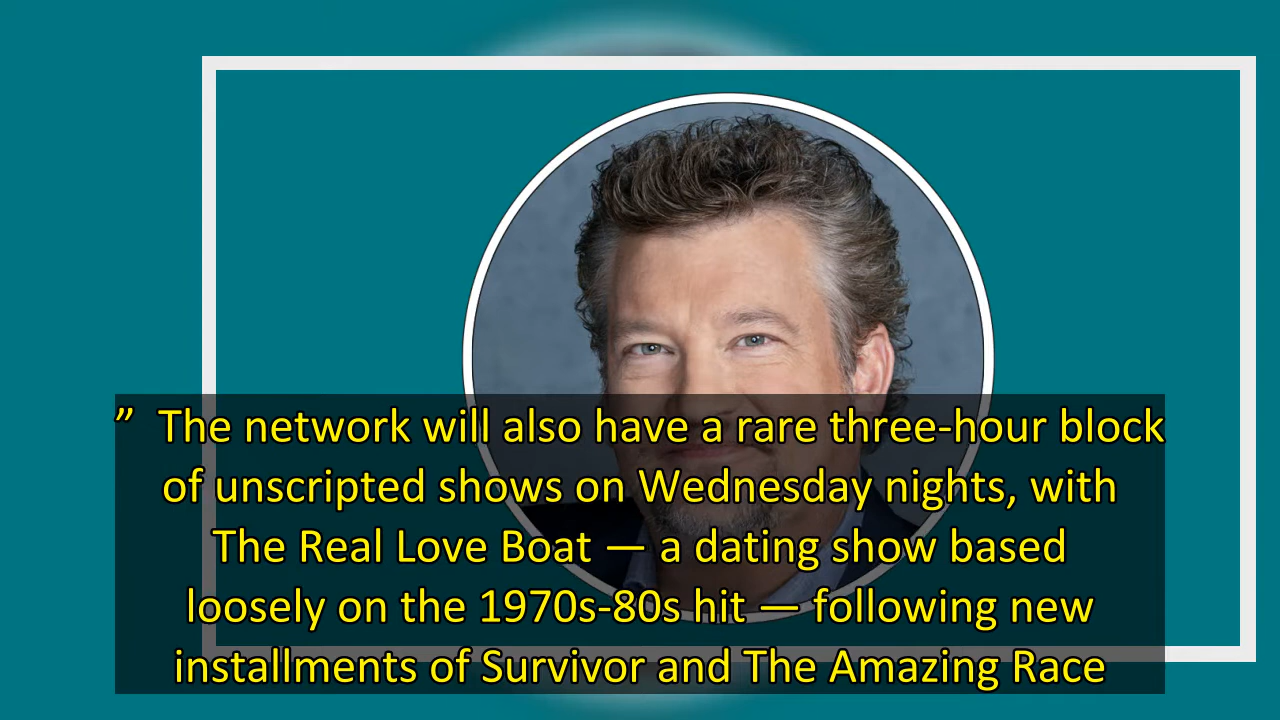 ”  The network will also have a rare three-hour block
of unscripted shows on Wednesday nights, with
The Real Love Boat — a dating show based
loosely on the 1970s-80s hit — following new
installments of Survivor and The Amazing Race